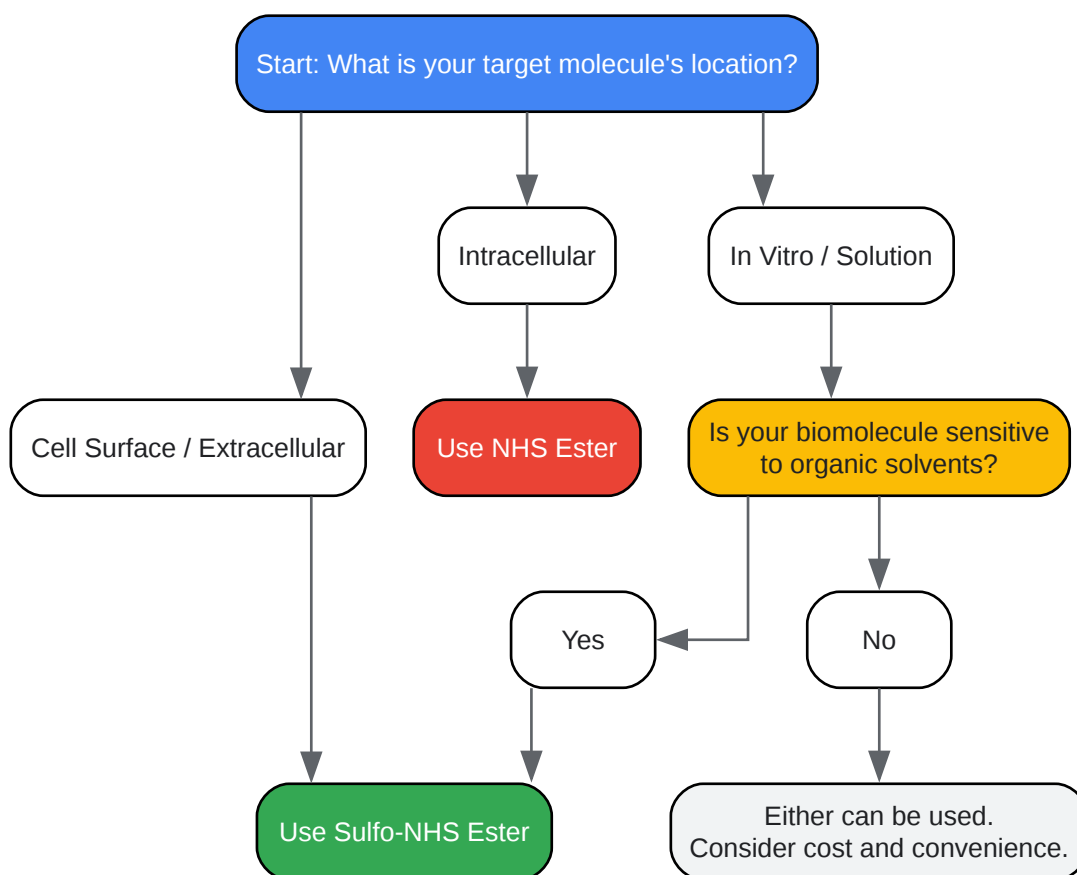 Start: What is your target molecule's location?
Intracellular
In Vitro / Solution
Cell Surface / Extracellular
Use NHS Ester
Is your biomolecule sensitive
to organic solvents?
Yes
No
Use Sulfo-NHS Ester
Either can be used.
Consider cost and convenience.